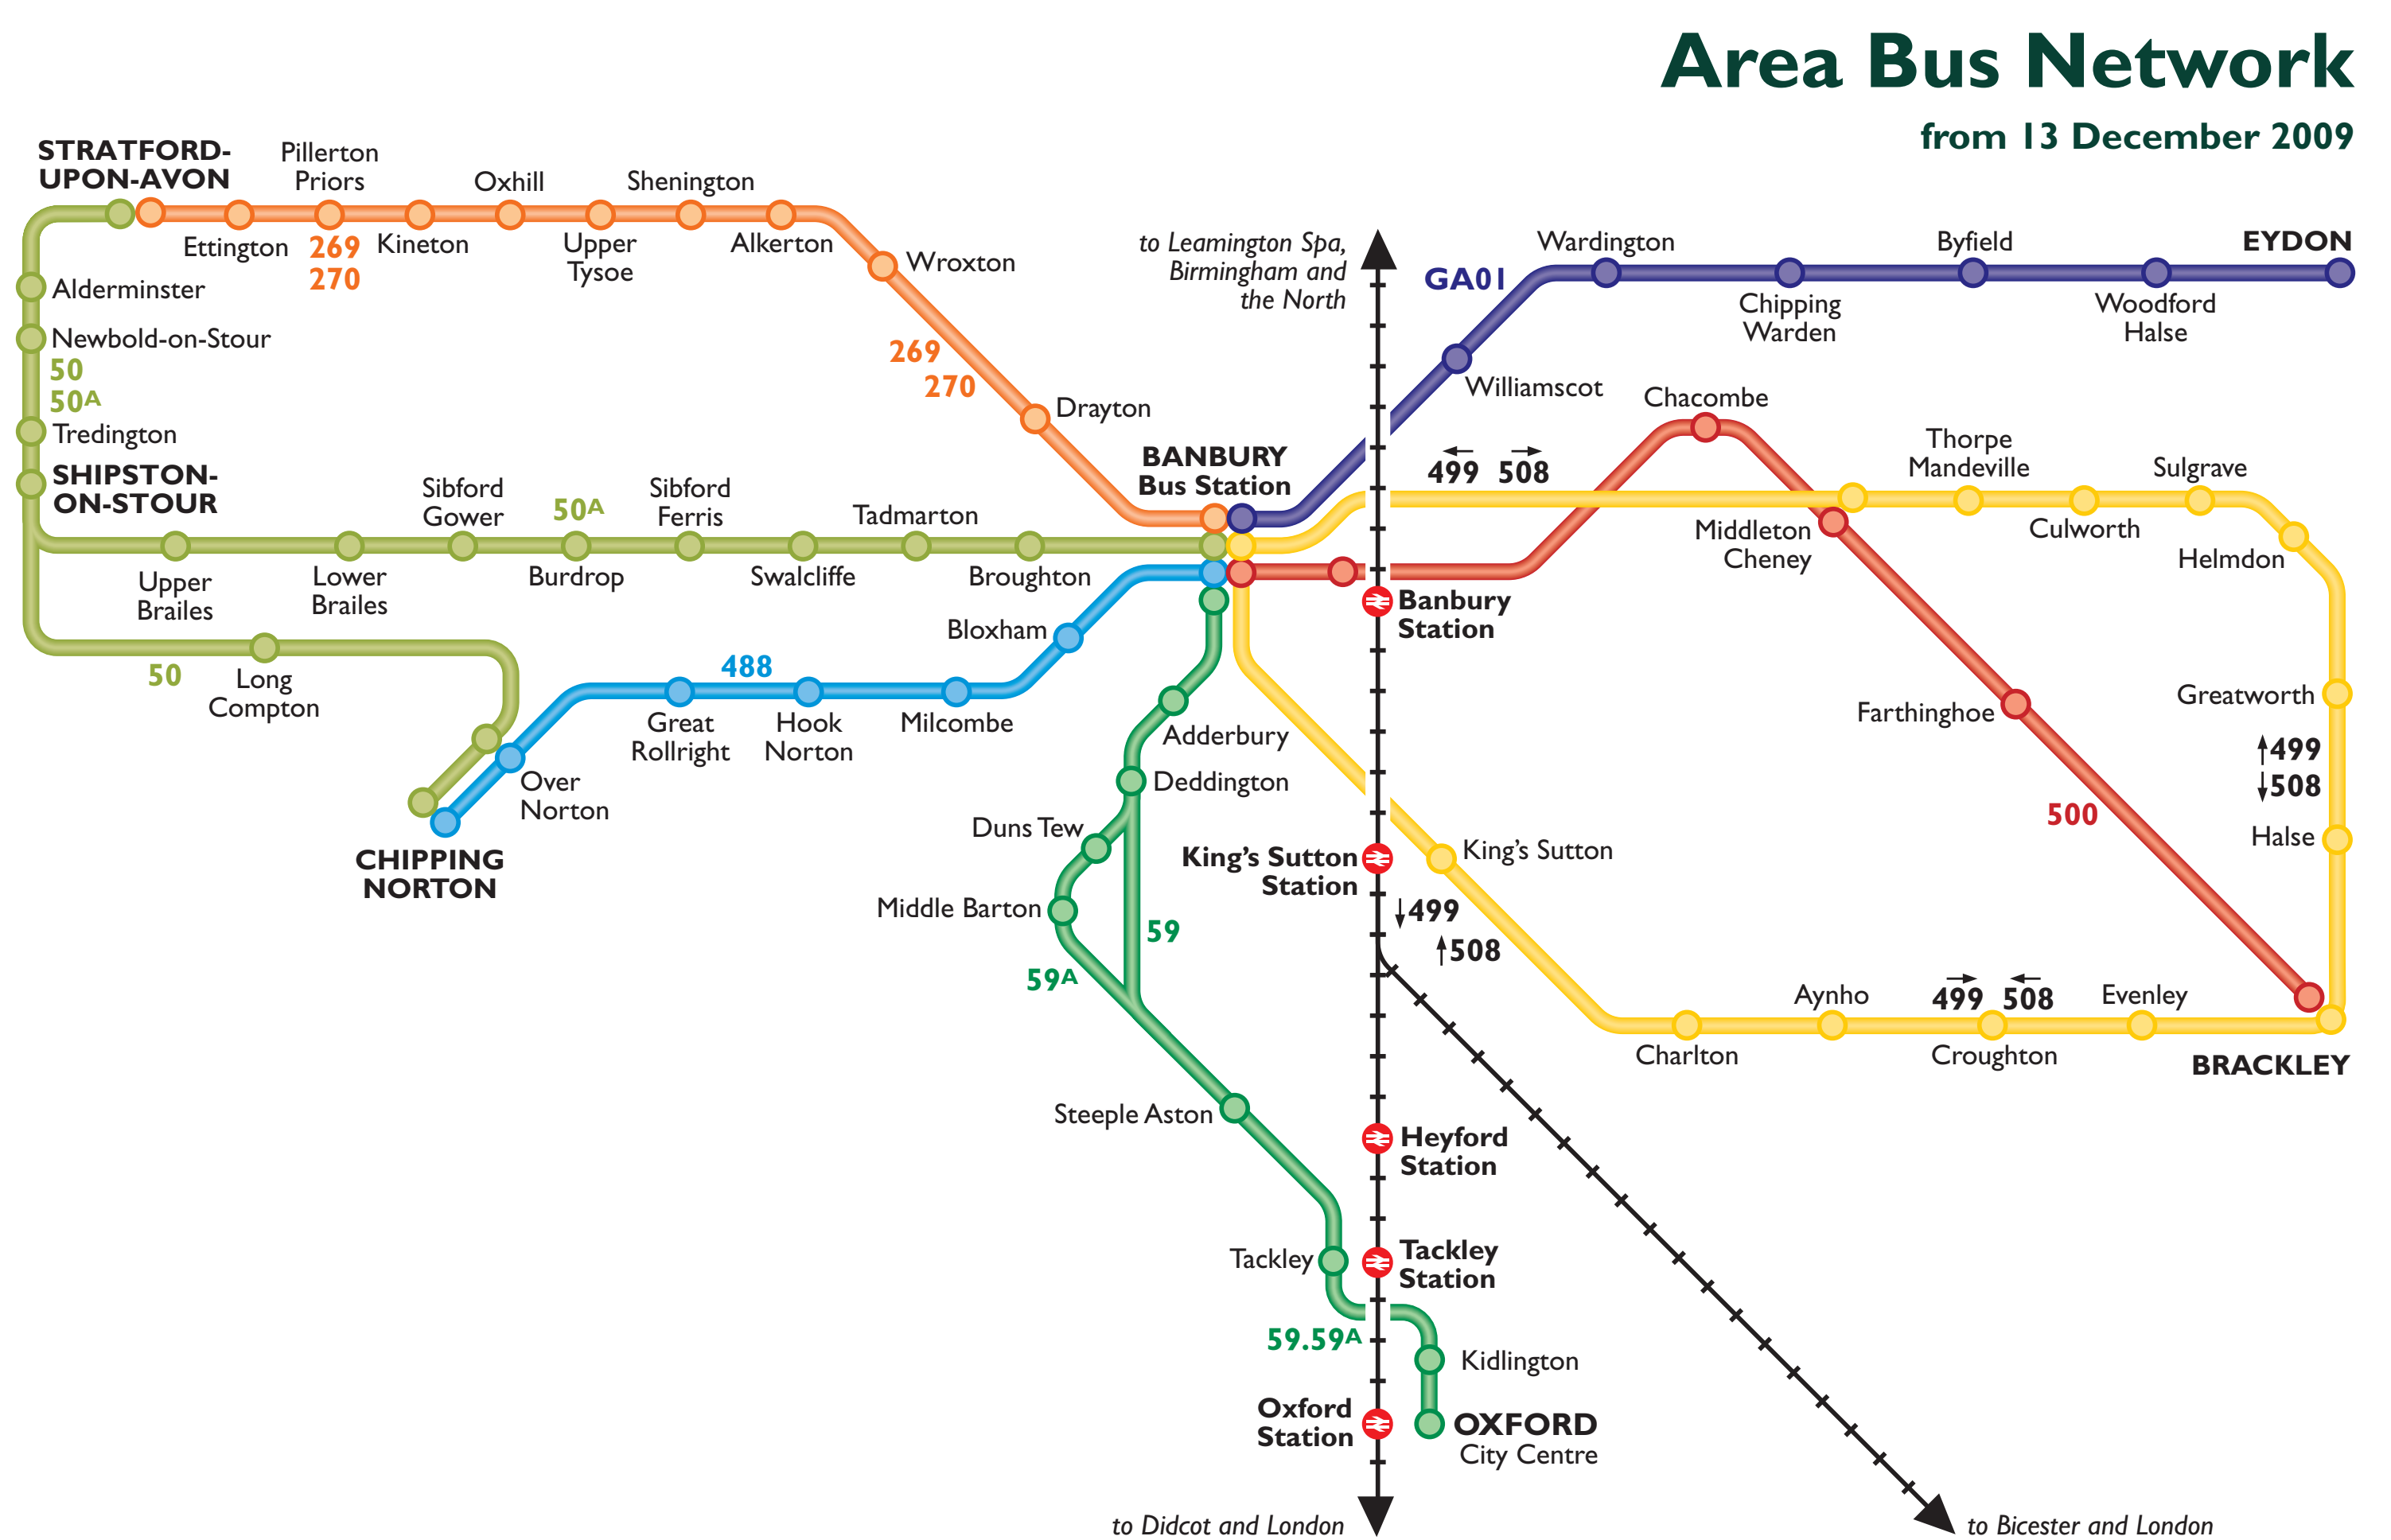 Area Bus Network
from 13 December 2009
STRATFORD-
UPON-AVON
Pillerton
Priors
Oxhill
Shenington
Ettington
269
270
Kineton
Upper
Tysoe
Alkerton
Wroxton
269
270
Drayton
Alderminster
Newbold-on-Stour
50
50A
Tredington
SHIPSTON-
ON-STOUR
Sibford
Gower
50A
Sibford
Ferris
Tadmarton
Upper
Brailes
Lower
Brailes
Burdrop
Swalcliffe
Broughton
50
Long
Compton
488
Great
Rollright
Hook
Norton
Milcombe
Bloxham
Over
Norton
CHIPPING
NORTON
to Leamington Spa,
Birmingham and
the North
BANBURY
Bus Station
GA01
Wardington
Chipping
Warden
Byfield
Woodford
Halse
EYDON
Williamscot
← →
499 508
Chacombe
Thorpe
Mandeville
Sulgrave
Middleton
Cheney
Culworth
Helmdon
Banbury
Station
Farthinghoe
500
Greatworth
↑499
↓508
Halse
Adderbury
Deddington
Duns Tew
Middle Barton
59
59A
King’s Sutton
Station
King’s Sutton
↓499
↑508
Charlton
Aynho
→ ←
499 508
Croughton
Evenley
BRACKLEY
Steeple Aston
Heyford
Station
Tackley
Tackley
Station
59.59A
Kidlington
Oxford
Station
OXFORD
City Centre
to Didcot and London
to Bicester and London